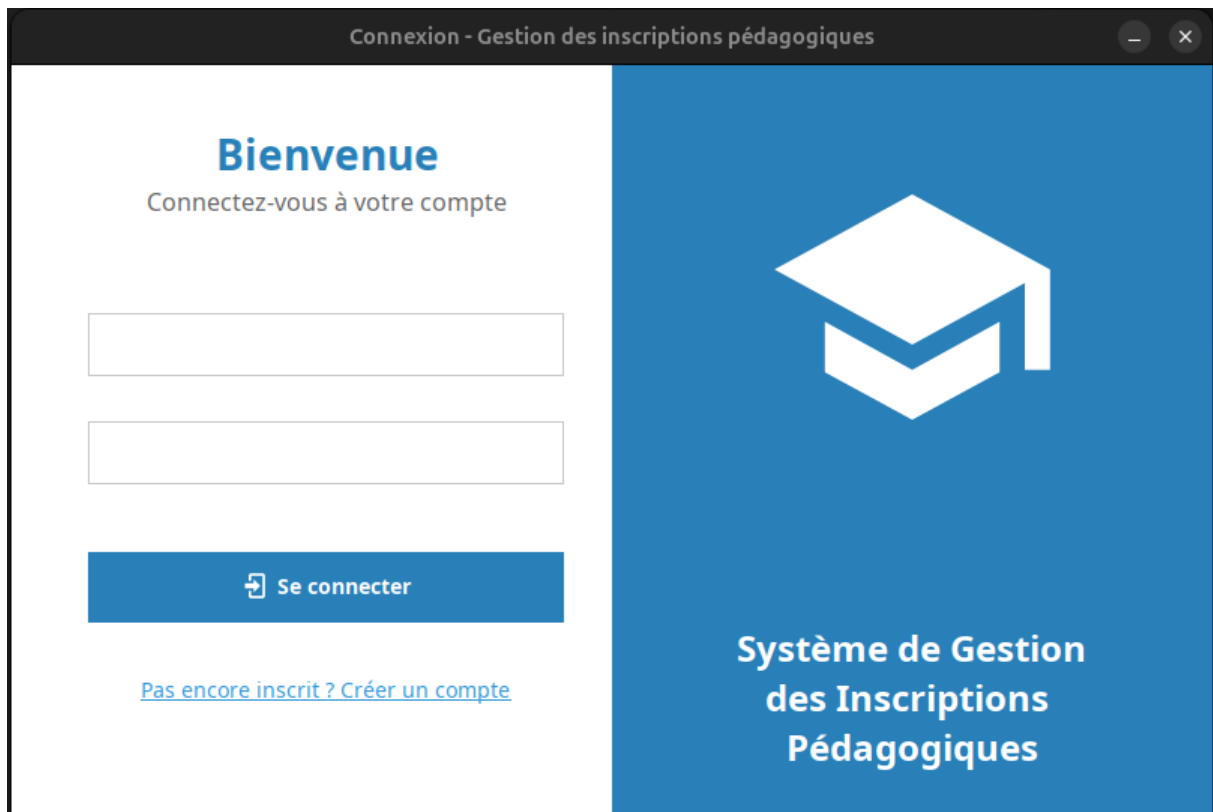 Connexion - Gestion des inscriptions pédagogiques
Bienvenue
Connectez-vous à votre compte
Se connecter
Pas encore inscrit ? Créer un compte
Système de Gestion
des Inscriptions
Pédagogiques